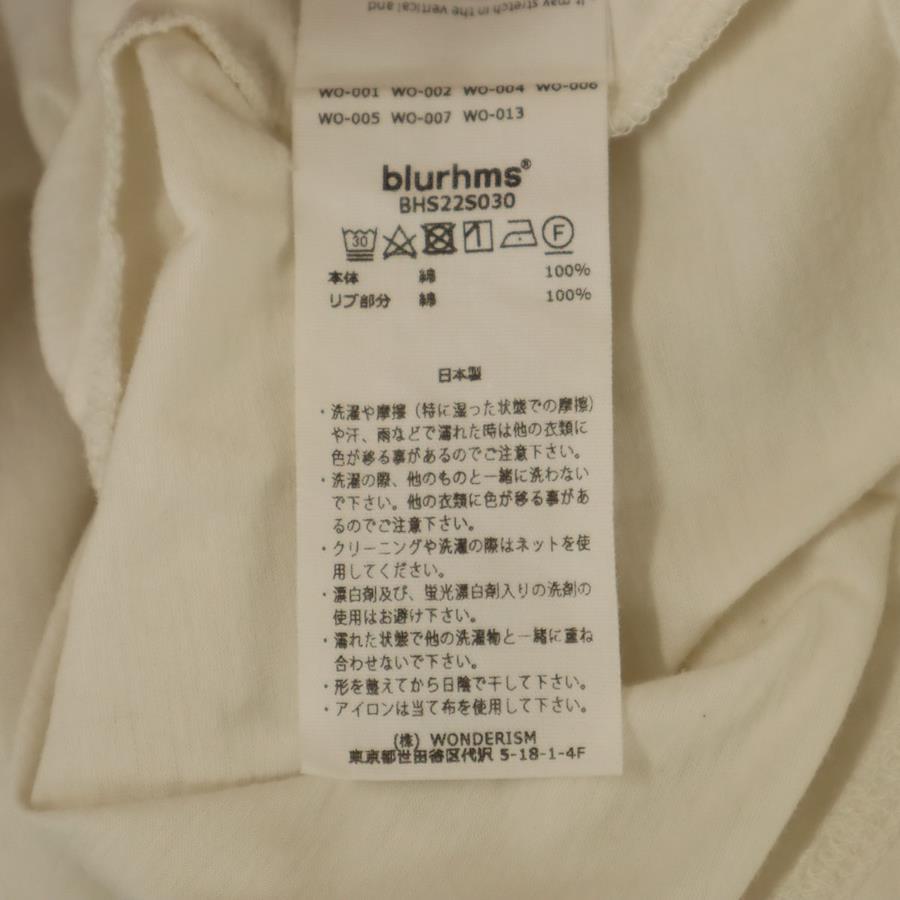 it may stretch in the vertical and
WO-001 WO-002 WO-004 WO-006
WO-005 WO-007 WO-013
blurhms®
BHS22S030
30 F
本体 綿 100%
リブ部分 綿 100%
日本製
・洗濯や摩擦（特に湿った状態での摩擦）
や汗、雨などで濡れた時は他の衣類に
色が移る事があるのでご注意下さい。
・洗濯の際、他のものと一緒に洗わない
で下さい。他の衣類に色が移る事があ
るのでご注意下さい。
・クリーニングや洗濯の際はネットを使
用してください。
・漂白剤及び、蛍光漂白剤入りの洗剤の
使用はお避け下さい。
・濡れた状態で他の洗濯物と一緒に重ね
合わせないで下さい。
・形を整えてから日陰で干して下さい。
・アイロンは当て布を使用して下さい。
(株) WONDERISM
東京都世田谷区代沢 5-18-1-4F